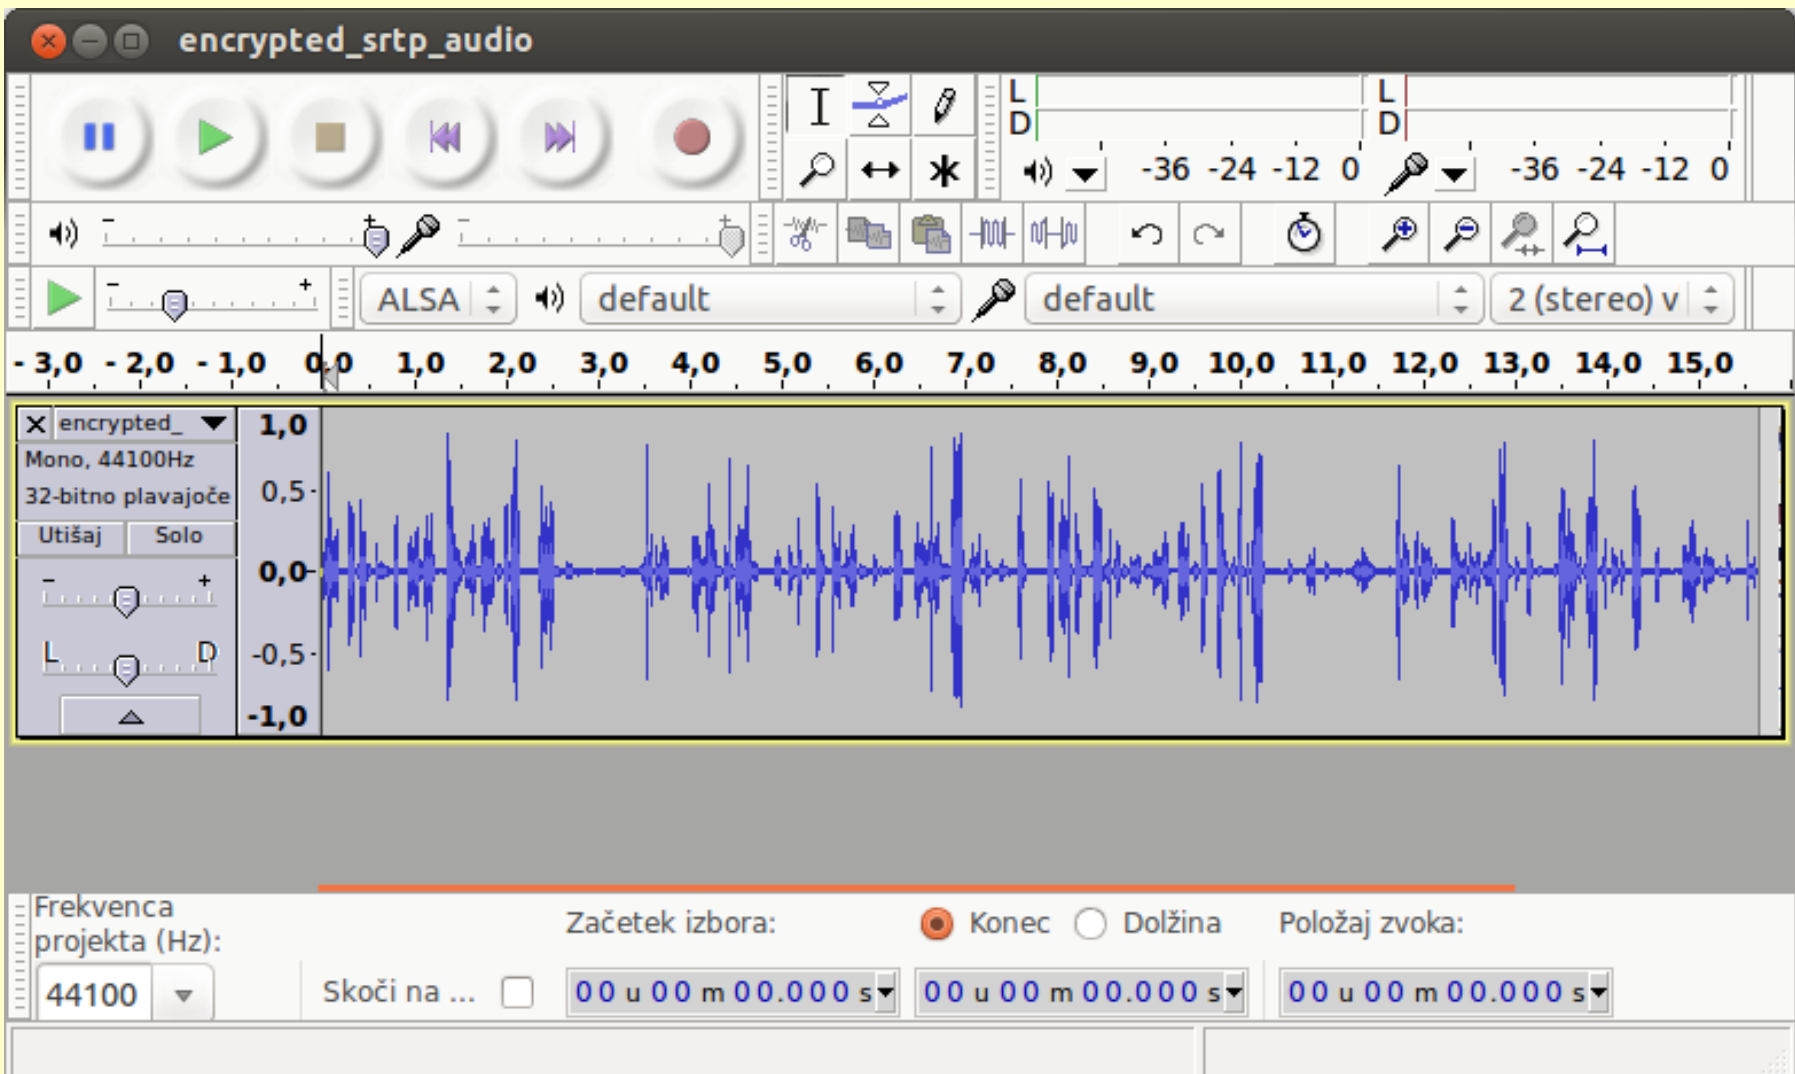 encrypted_srtp_audio
L
D
-36 -24 -12 0
L
D
-36 -24 -12 0
- + - +
- +
ALSA
default
default
2 (stereo) v
- 3,0 - 2,0 - 1,0 0,0 1,0 2,0 3,0 4,0 5,0 6,0 7,0 8,0 9,0 10,0 11,0 12,0 13,0 14,0 15,0
X encrypted_
Mono, 44100Hz
32-bitno plavajoče
Utišaj Solo
- +
L D
1,0
0,5
0,0
-0,5
-1,0
Frekvenca
projekta (Hz):
44100
Skoči na ...
Začetek izbora:
00 u 00 m 00.000 s
Konec Dolžina
00 u 00 m 00.000 s
Položaj zvoka:
00 u 00 m 00.000 s